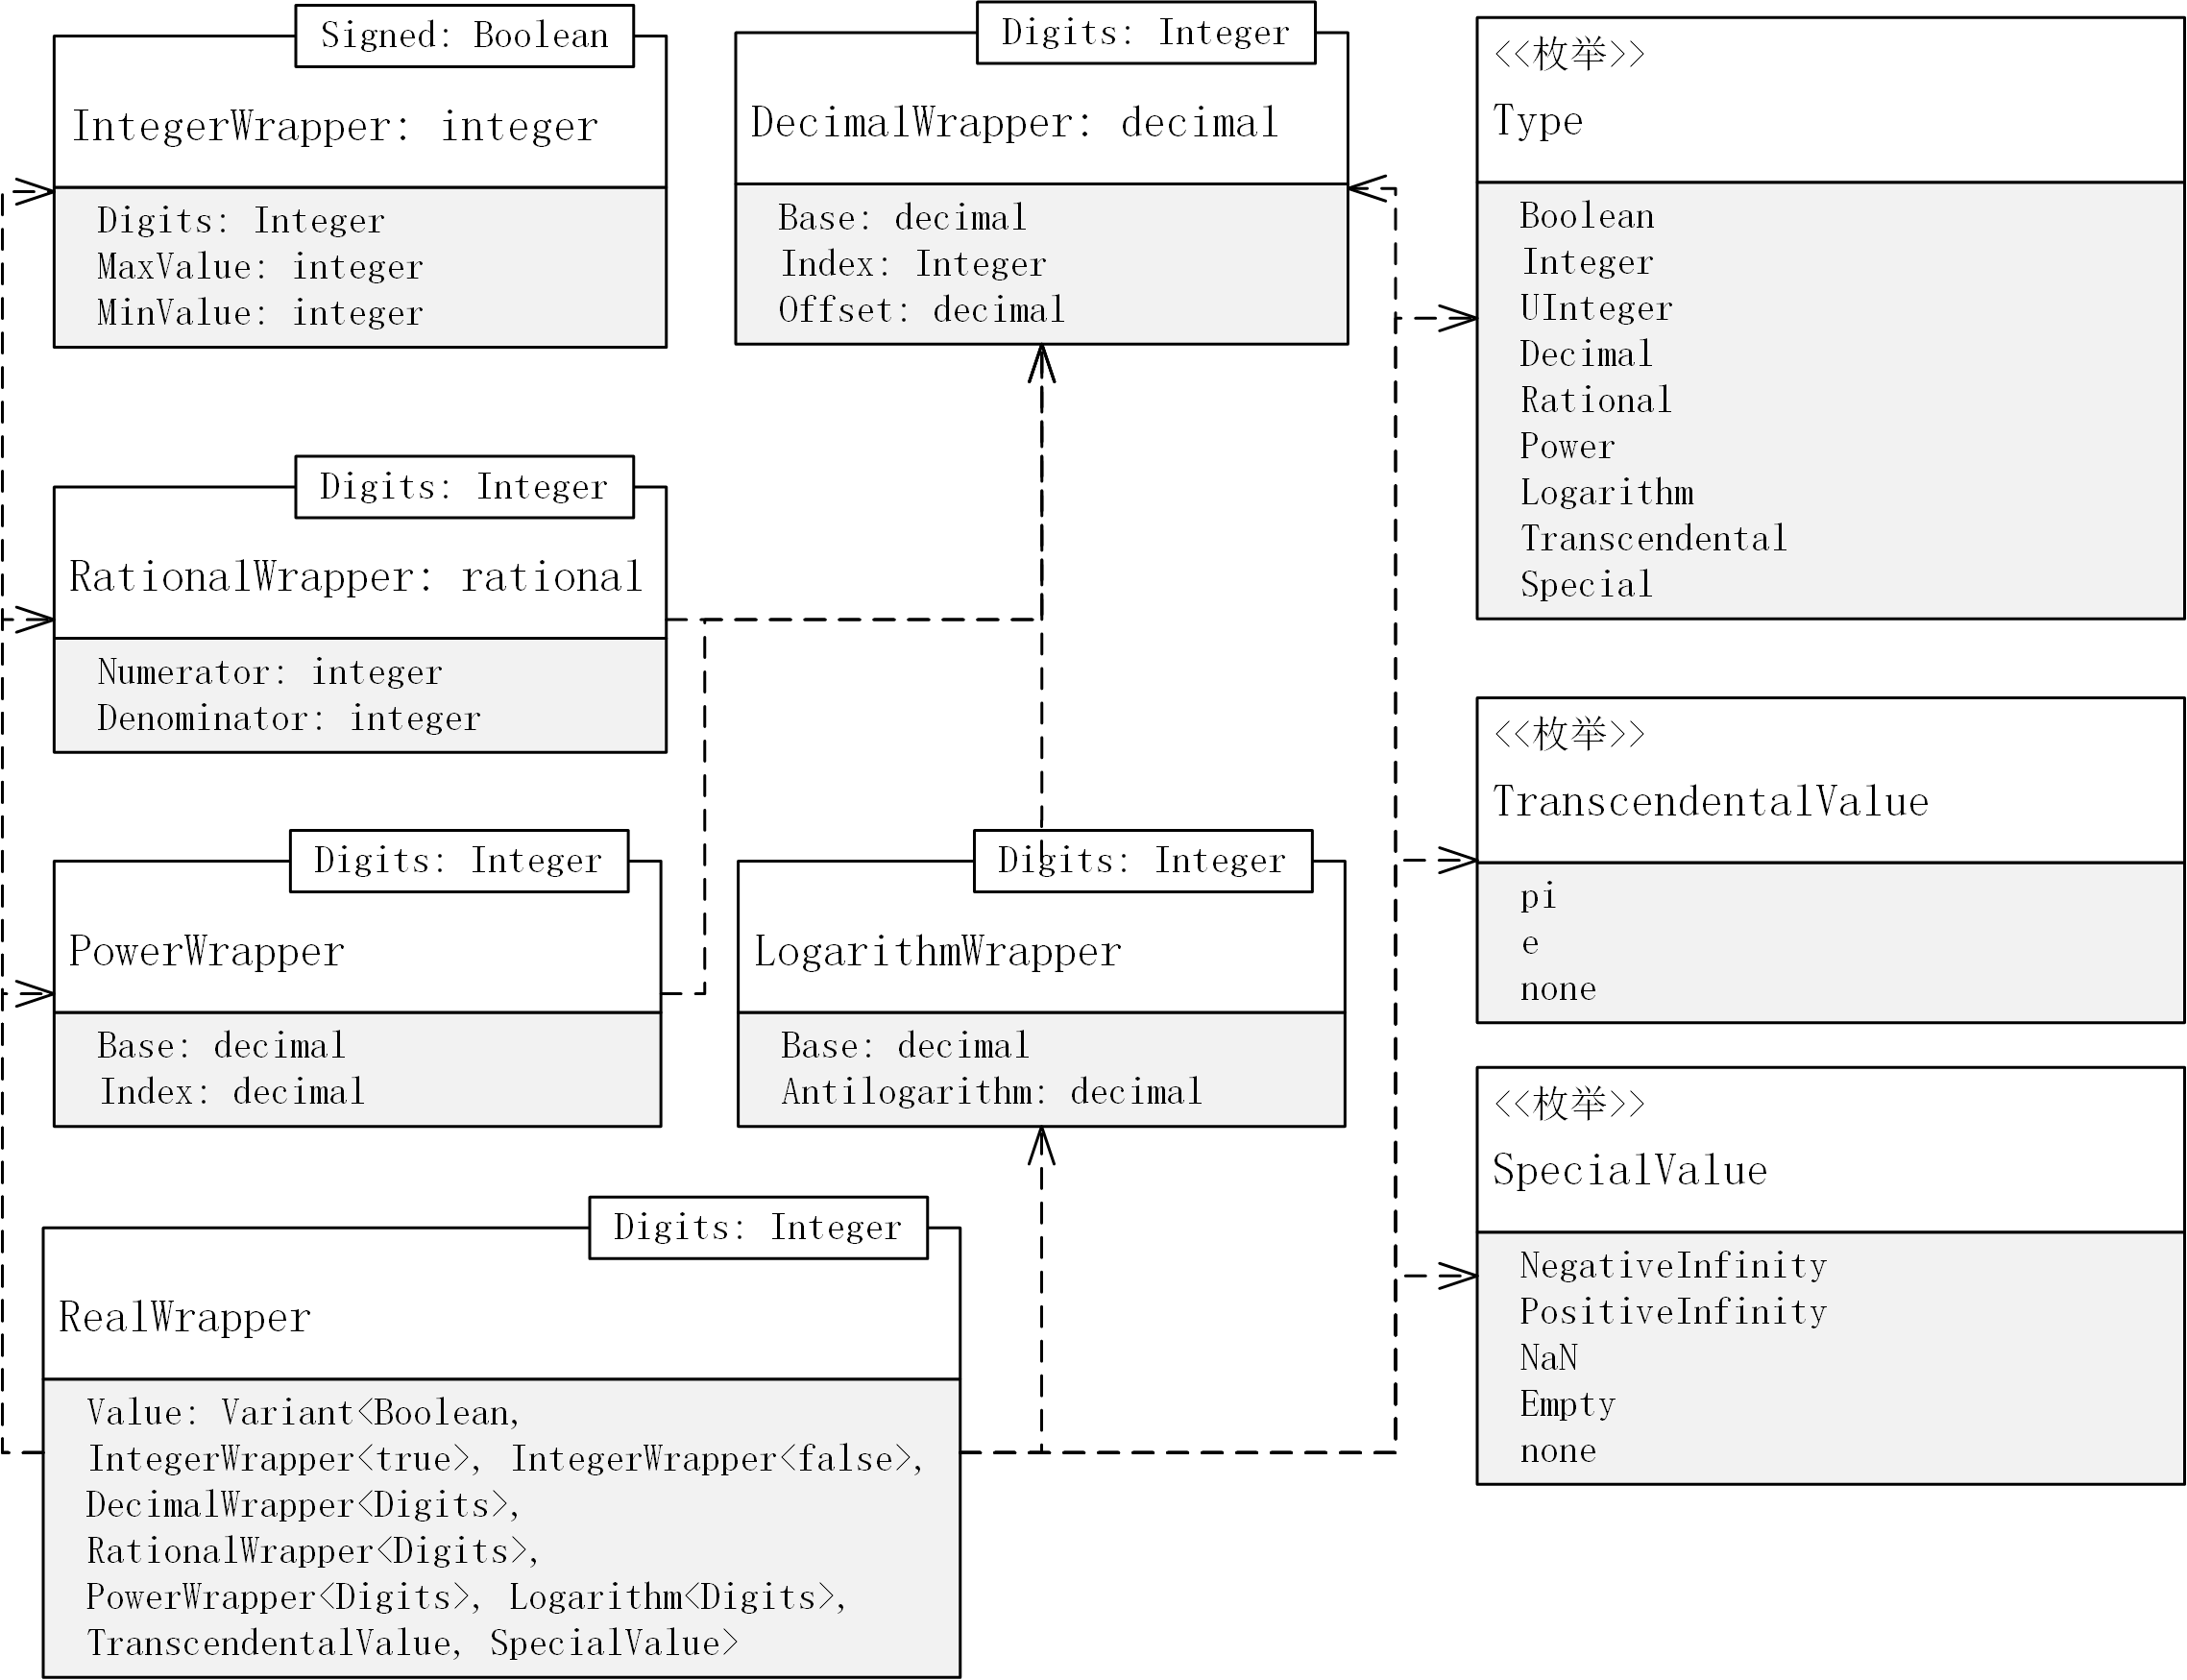 Signed: Boolean
IntegerWrapper: integer
Digits: Integer
MaxValue: integer
MinValue: integer
Digits: Integer
DecimalWrapper: decimal
Base: decimal
Index: Integer
Offset: decimal
<<枚举>>
Type
Boolean
Integer
UInteger
Decimal
Rational
Power
Logarithm
Transcendental
Special
Digits: Integer
RationalWrapper: rational
Numerator: integer
Denominator: integer
<<枚举>>
TranscendentalValue
pi
e
none
Digits: Integer
PowerWrapper
Base: decimal
Index: decimal
Digits: Integer
LogarithmWrapper
Base: decimal
Antilogarithm: decimal
<<枚举>>
SpecialValue
NegativeInfinity
PositiveInfinity
NaN
Empty
none
Digits: Integer
RealWrapper
Value: Variant<Boolean,
IntegerWrapper<true>, IntegerWrapper<false>,
DecimalWrapper<Digits>,
RationalWrapper<Digits>,
PowerWrapper<Digits>, Logarithm<Digits>,
TranscendentalValue, SpecialValue>